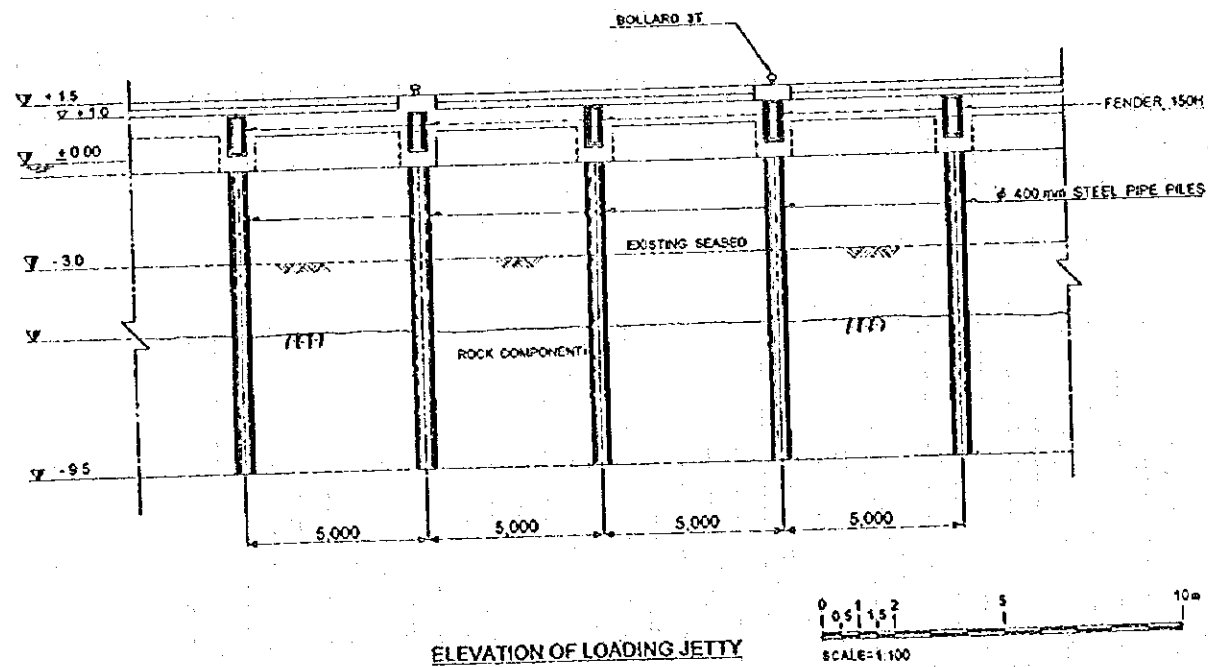 BOLLARD 3T
+1.5
+1.0
FENDER 150H
±0.00
φ 400 mm STEEL PIPE PILES
EXISTING SEABED
-3.0
ROCK COMPONENT
-9.5
5,000
5,000
5,000
5,000
0 0,5 1 1,5 2 5 10m
SCALE=1:100
ELEVATION OF LOADING JETTY